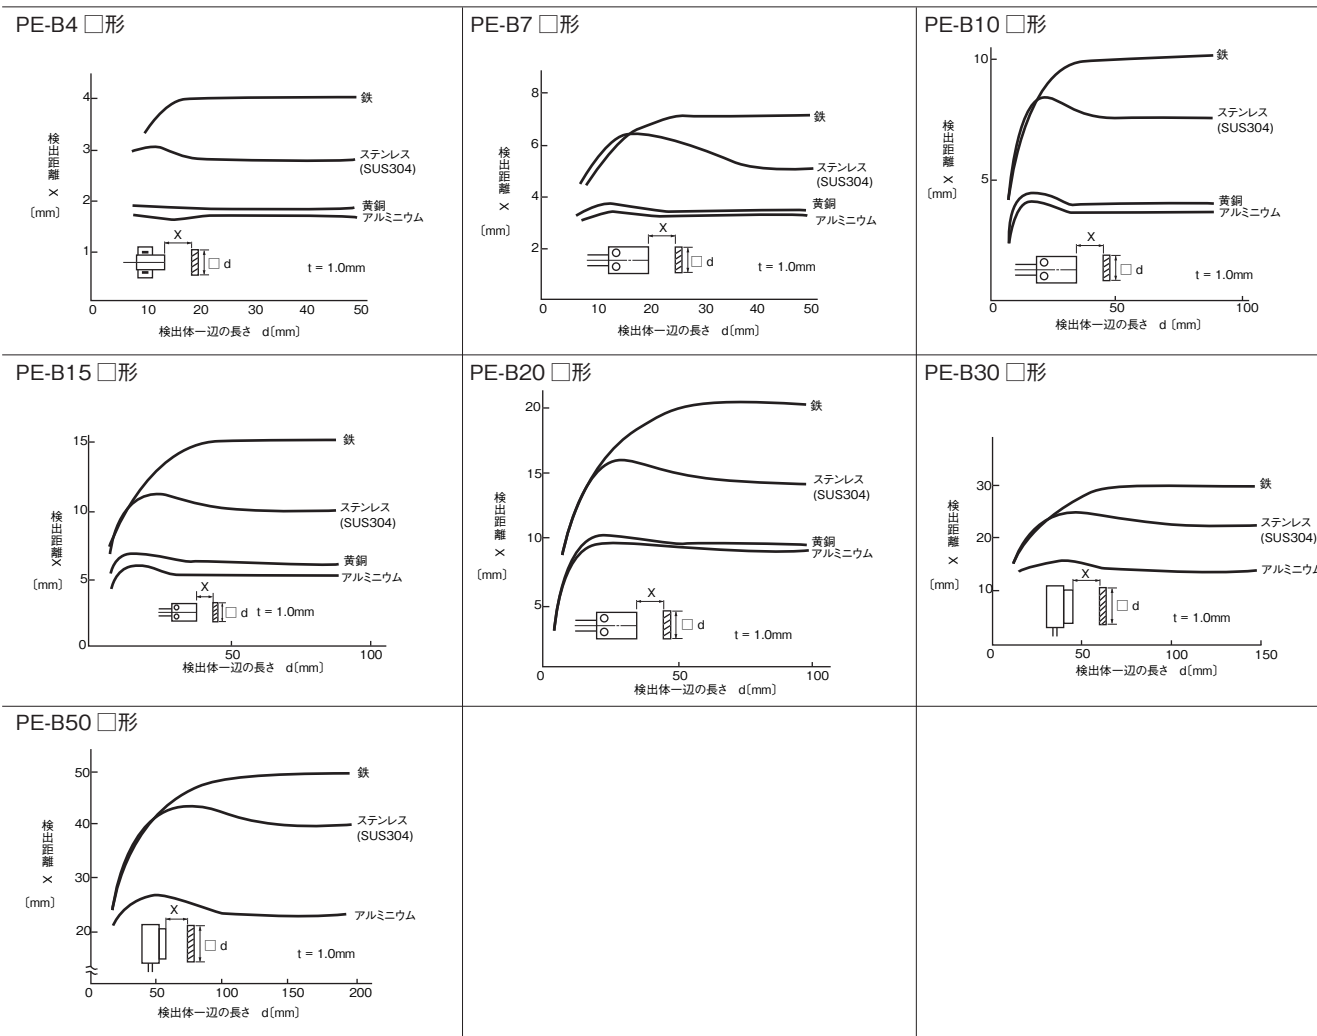 PE-B4 □形
4
3
2
1
検出距離 X
[mm]
鉄
ステンレス
(SUS304)
黄銅
アルミニウム
X
□ d
t = 1.0mm
0 10 20 30 40 50
検出体一辺の長さ d[mm]
PE-B7 □形
8
6
4
2
検出距離 X
[mm]
鉄
ステンレス
(SUS304)
黄銅
アルミニウム
X
□ d
t = 1.0mm
0 10 20 30 40 50
検出体一辺の長さ d[mm]
PE-B10 □形
10
5
検出距離 X
[mm]
鉄
ステンレス
(SUS304)
黄銅
アルミニウム
X
□ d
t = 1.0mm
0 50 100
検出体一辺の長さ d[mm]
PE-B15 □形
15
10
5
0
検出距離X
[mm]
鉄
ステンレス
(SUS304)
黄銅
アルミニウム
X
□ d t = 1.0mm
50 100
検出体一辺の長さ d[mm]
PE-B20 □形
20
15
10
5
検出距離 X
[mm]
鉄
ステンレス
(SUS304)
黄銅
アルミニウム
X
□ d
t = 1.0mm
0 50 100
検出体一辺の長さ d[mm]
PE-B30 □形
30
20
10
検出距離 X
[mm]
鉄
ステンレス
(SUS304)
アルミニウム
X
□ d
t = 1.0mm
0 50 100 150
検出体一辺の長さ d[mm]
PE-B50 □形
50
40
30
20
検出距離 X
[mm]
鉄
ステンレス
(SUS304)
アルミニウム
X
□ d
t = 1.0mm
0 50 100 150 200
検出体一辺の長さ d[mm]